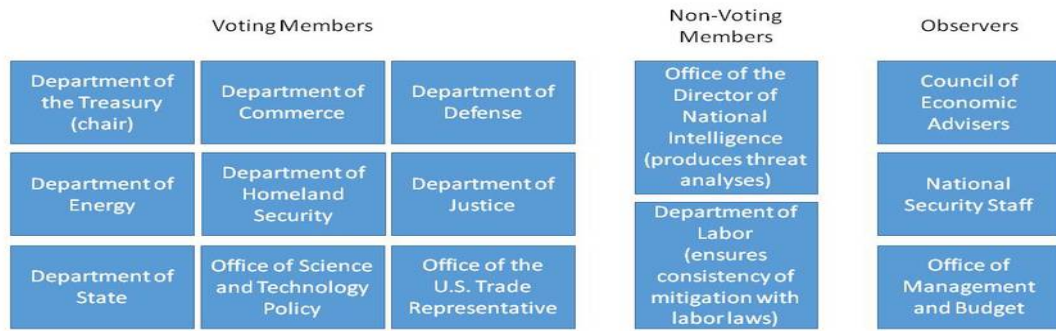 Voting Members
Non-Voting
Members
Observers
Department of
the Treasury
(chair)
Department of
Commerce
Department of
Defense
Department of
Energy
Department of
Homeland
Security
Department of
Justice
Department of
State
Office of Science
and Technology
Policy
Office of the
U.S. Trade
Representative
Office of the
Director of
National
Intelligence
(produces threat
analyses)
Department of
Labor
(ensures
consistency of
mitigation with
labor laws)
Council of
Economic
Advisers
National
Security Staff
Office of
Management
and Budget